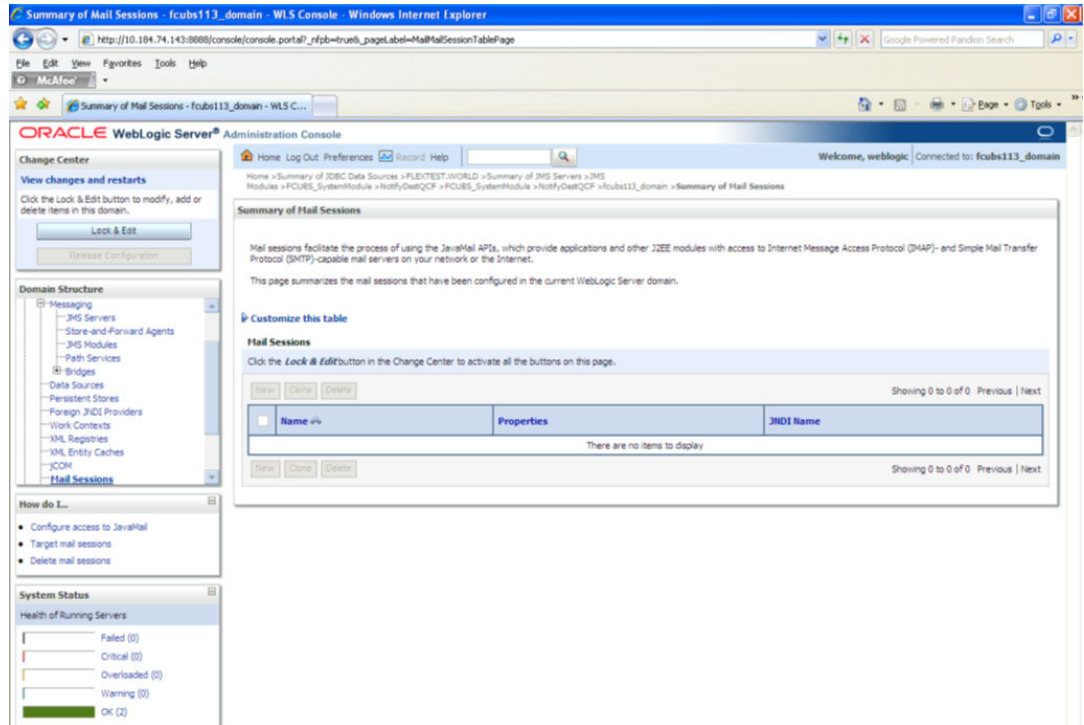 Summary of Mail Sessions - fcubs113_domain - WLS Console - Windows Internet Explorer
http://10.184.74.143:8888/console/console.portal?_nfpb=true&_pageLabel=MailMailSessionTablePage
Google Powered Pandion Search
File Edit View Favorites Tools Help
McAfee
Summary of Mail Sessions - fcubs113_domain - WLS C...
Page Tools
ORACLE WebLogic Server® Administration Console
Change Center
View changes and restarts
Click the Lock & Edit button to modify, add or
delete items in this domain.
Lock & Edit
Release Configuration
Domain Structure
Messaging
JMS Servers
Store-and-Forward Agents
JMS Modules
Path Services
Bridges
Data Sources
Persistent Stores
Foreign JNDI Providers
Work Contexts
XML Registries
XML Entity Caches
jCOM
Mail Sessions
How do I...
Configure access to JavaMail
Target mail sessions
Delete mail sessions
System Status
Health of Running Servers
Failed (0)
Critical (0)
Overloaded (0)
Warning (0)
OK (2)
Home Log Out Preferences Record Help
Welcome, weblogic Connected to: fcubs113_domain
Home >Summary of JDBC Data Sources >FLEXTEST.WORLD >Summary of JMS Servers >JMS
Modules >FCUBS_SystemModule >NotifyDestQCF >FCUBS_SystemModule >NotifyDestQCF >fcubs113_domain >Summary of Mail Sessions
Summary of Mail Sessions
Mail sessions facilitate the process of using the JavaMail APIs, which provide applications and other J2EE modules with access to Internet Message Access Protocol (IMAP)- and Simple Mail Transfer
Protocol (SMTP)-capable mail servers on your network or the Internet.
This page summarizes the mail sessions that have been configured in the current WebLogic Server domain.
Customize this table
Mail Sessions
Click the Lock & Edit button in the Change Center to activate all the buttons on this page.
New Clone Delete
Showing 0 to 0 of 0 Previous | Next
Name Properties JNDI Name
There are no items to display
New Clone Delete
Showing 0 to 0 of 0 Previous | Next